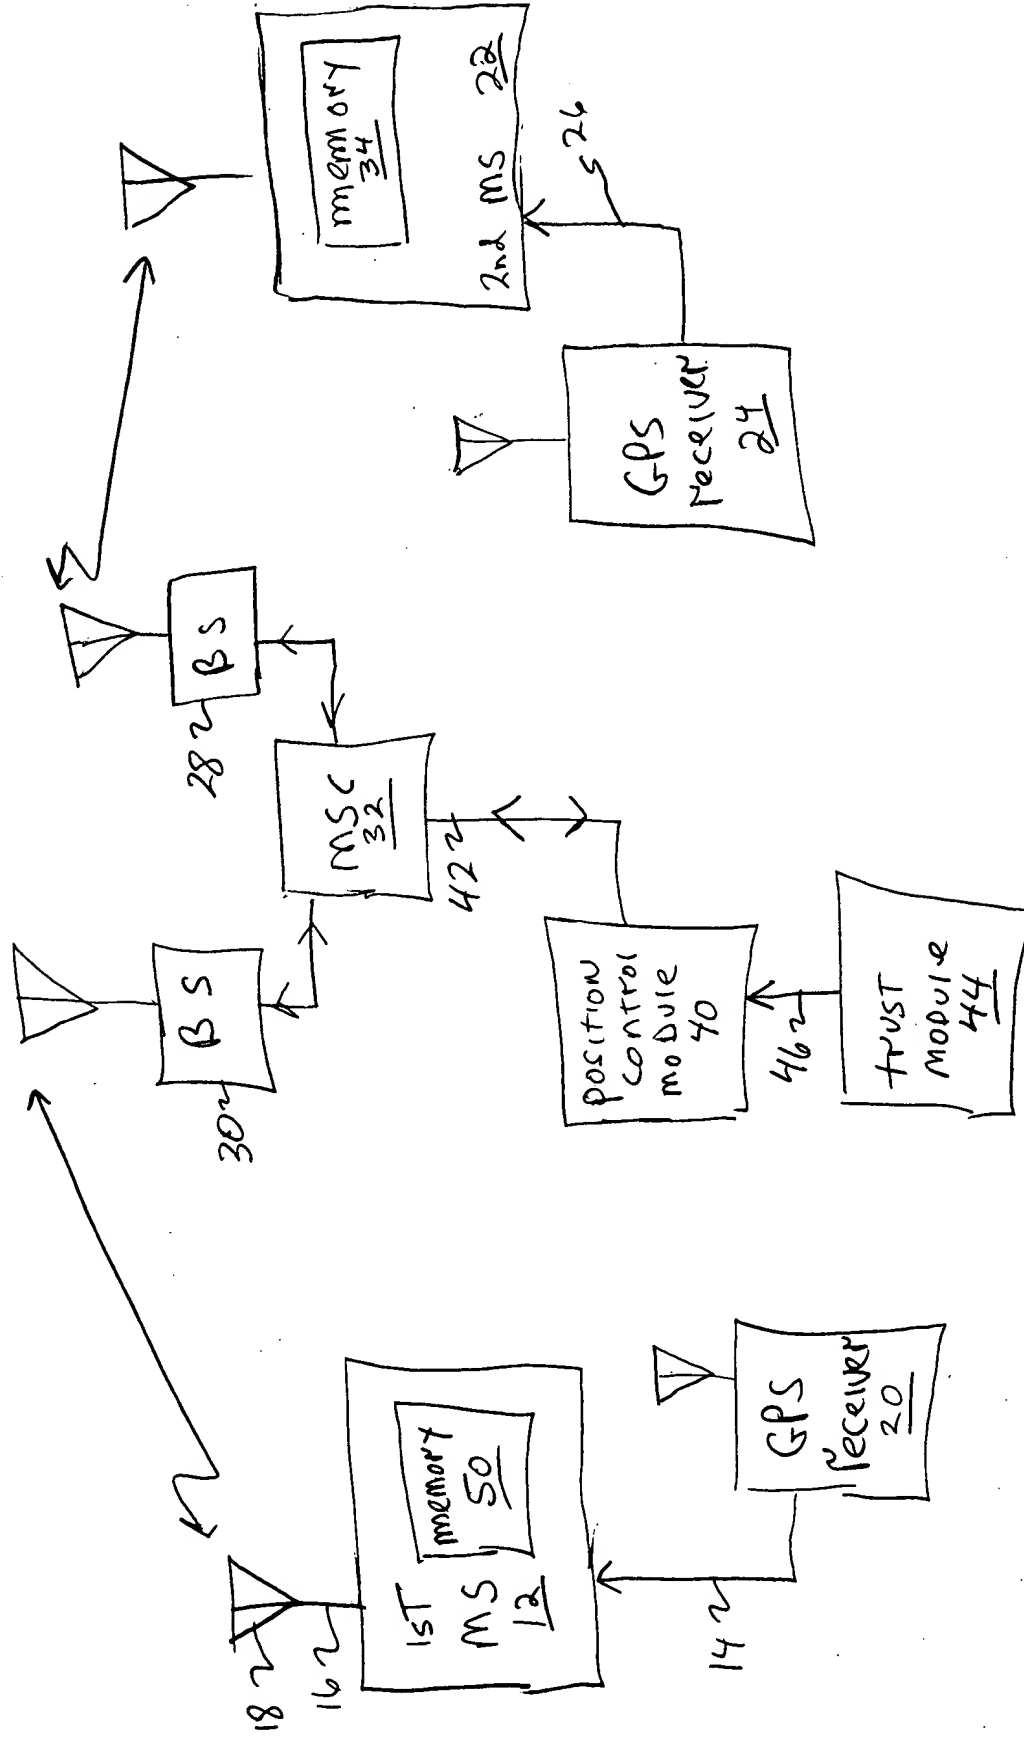 18
16
1ST
MS
12
memory
50
14
GPS
receiver
20
30
BS
28
BS
MSC
32
42
position
control
moDule
40
46
trUST
moDule
44
memory
34
2nd MS 22
26
GPS
receiver
24